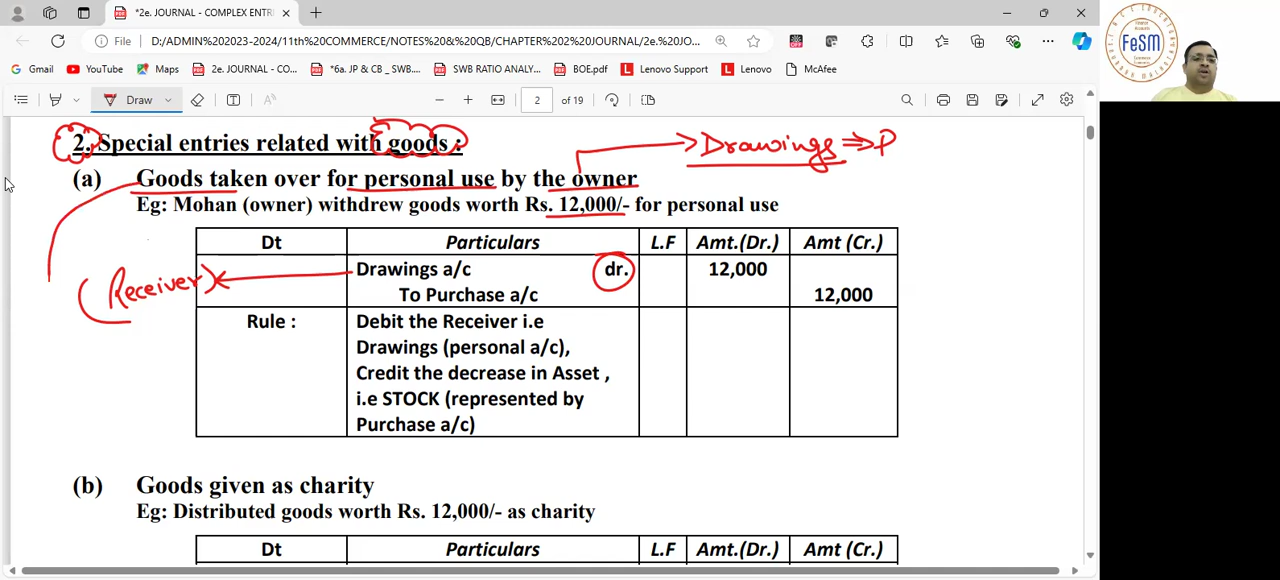 *2e. JOURNAL - COMPLEX ENTR
File D:/ADMIN%202023-2024/11th%20COMMERCE/NOTES%20%20QB/CHAPTER%202%20JOURNAL/2e.%20JO...
Gmail YouTube Maps 2e. JOURNAL - CO... *6a. JP & CB _ SWB.... SWB RATIO ANALY... BOE.pdf Lenovo Support Lenovo McAfee
Draw 2 of 19
FeSM
2. Special entries related with goods :
Drawings ⇒ P
(a) Goods taken over for personal use by the owner
Eg: Mohan (owner) withdrew goods worth Rs. 12,000/- for personal use
Dt Particulars L.F Amt.(Dr.) Amt (Cr.)
Drawings a/c dr. 12,000
(Receiver)
To Purchase a/c 12,000
Rule : Debit the Receiver i.e
Drawings (personal a/c),
Credit the decrease in Asset ,
i.e STOCK (represented by
Purchase a/c)
(b) Goods given as charity
Eg: Distributed goods worth Rs. 12,000/- as charity
Dt Particulars L.F Amt.(Dr.) Amt (Cr.)